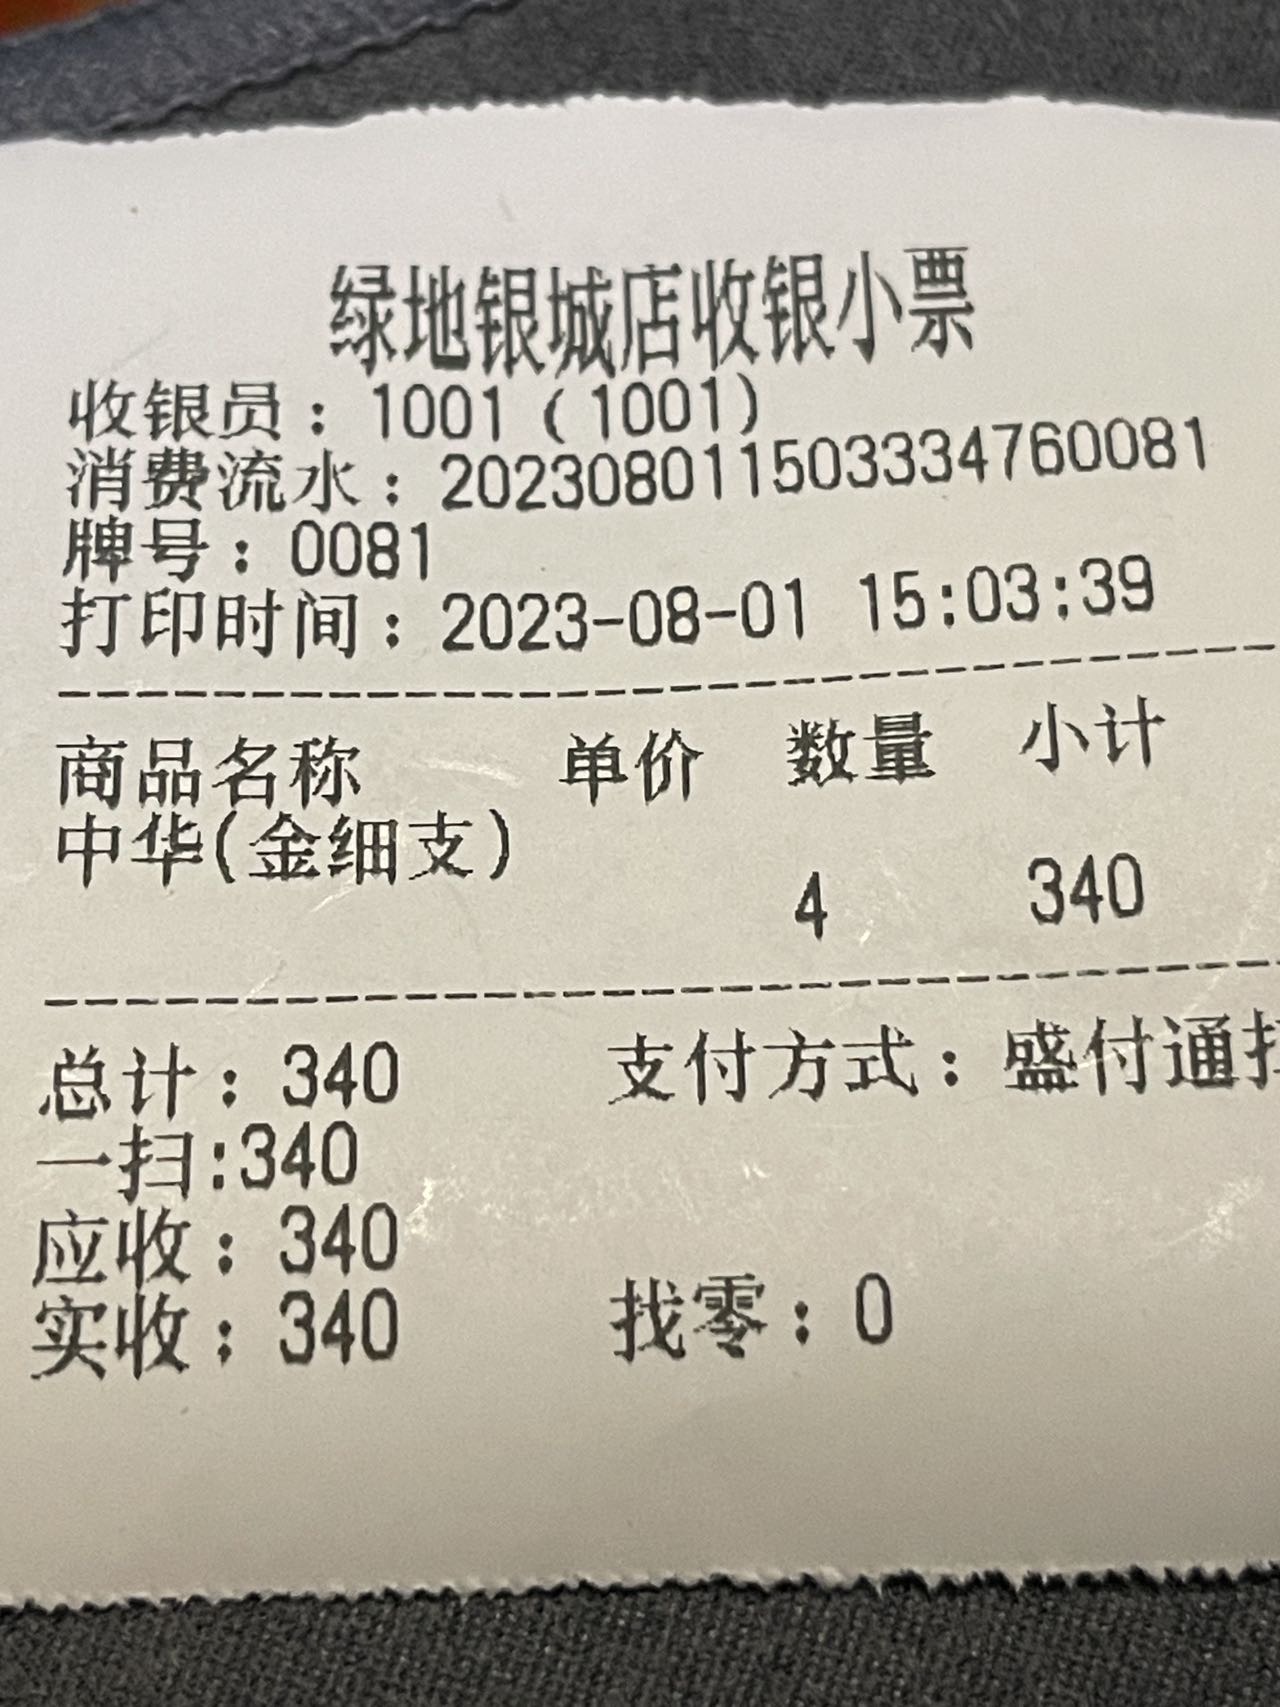 绿地银城店收银小票
收银员：1001（1001）
消费流水：202308011503334760081
牌号：0081
打印时间：2023-08-01 15:03:39
商品名称 单价 数量 小计
中华(金细支)
4 340
总计：340 支付方式：盛付通扫
一扫:340
应收：340
实收：340 找零：0